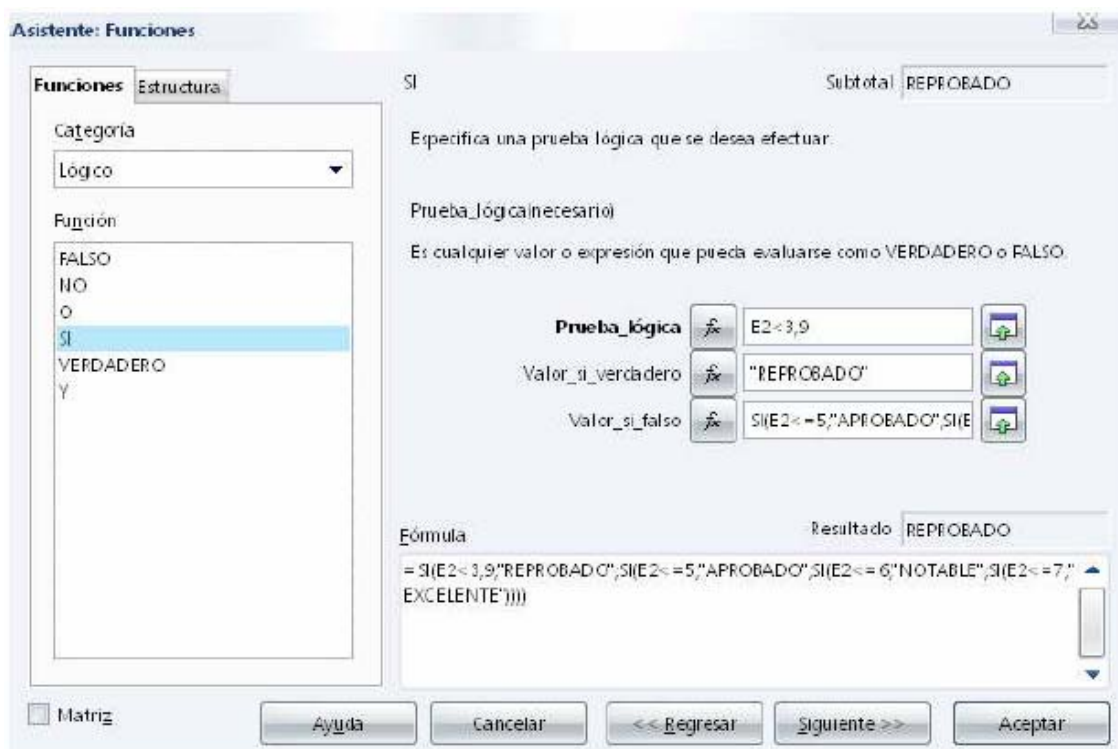 Asistente: Funciones
Funciones Estructura
SI
Subtotal REPROBADO
Categoría
Lógico
Especifica una prueba lógica que se desea efectuar.
Función
Prueba_lógica(necesario)
FALSO
NO
O
SI
VERDADERO
Y
Es cualquier valor o expresión que pueda evaluarse como VERDADERO o FALSO.
Prueba_lógica fx E2<3,9
Valor_si_verdadero fx "REPROBADO"
Valor_si_falso fx SI(E2<=5;"APROBADO";SI(E
Fórmula
Resultado REPROBADO
=SI(E2<3,9;"REPROBADO";SI(E2<=5;"APROBADO";SI(E2<=6;"NOTABLE";SI(E2<=7;"
EXCELENTE"))))
Matriz
Ayuda
Cancelar
<< Regresar
Siguiente >>
Aceptar